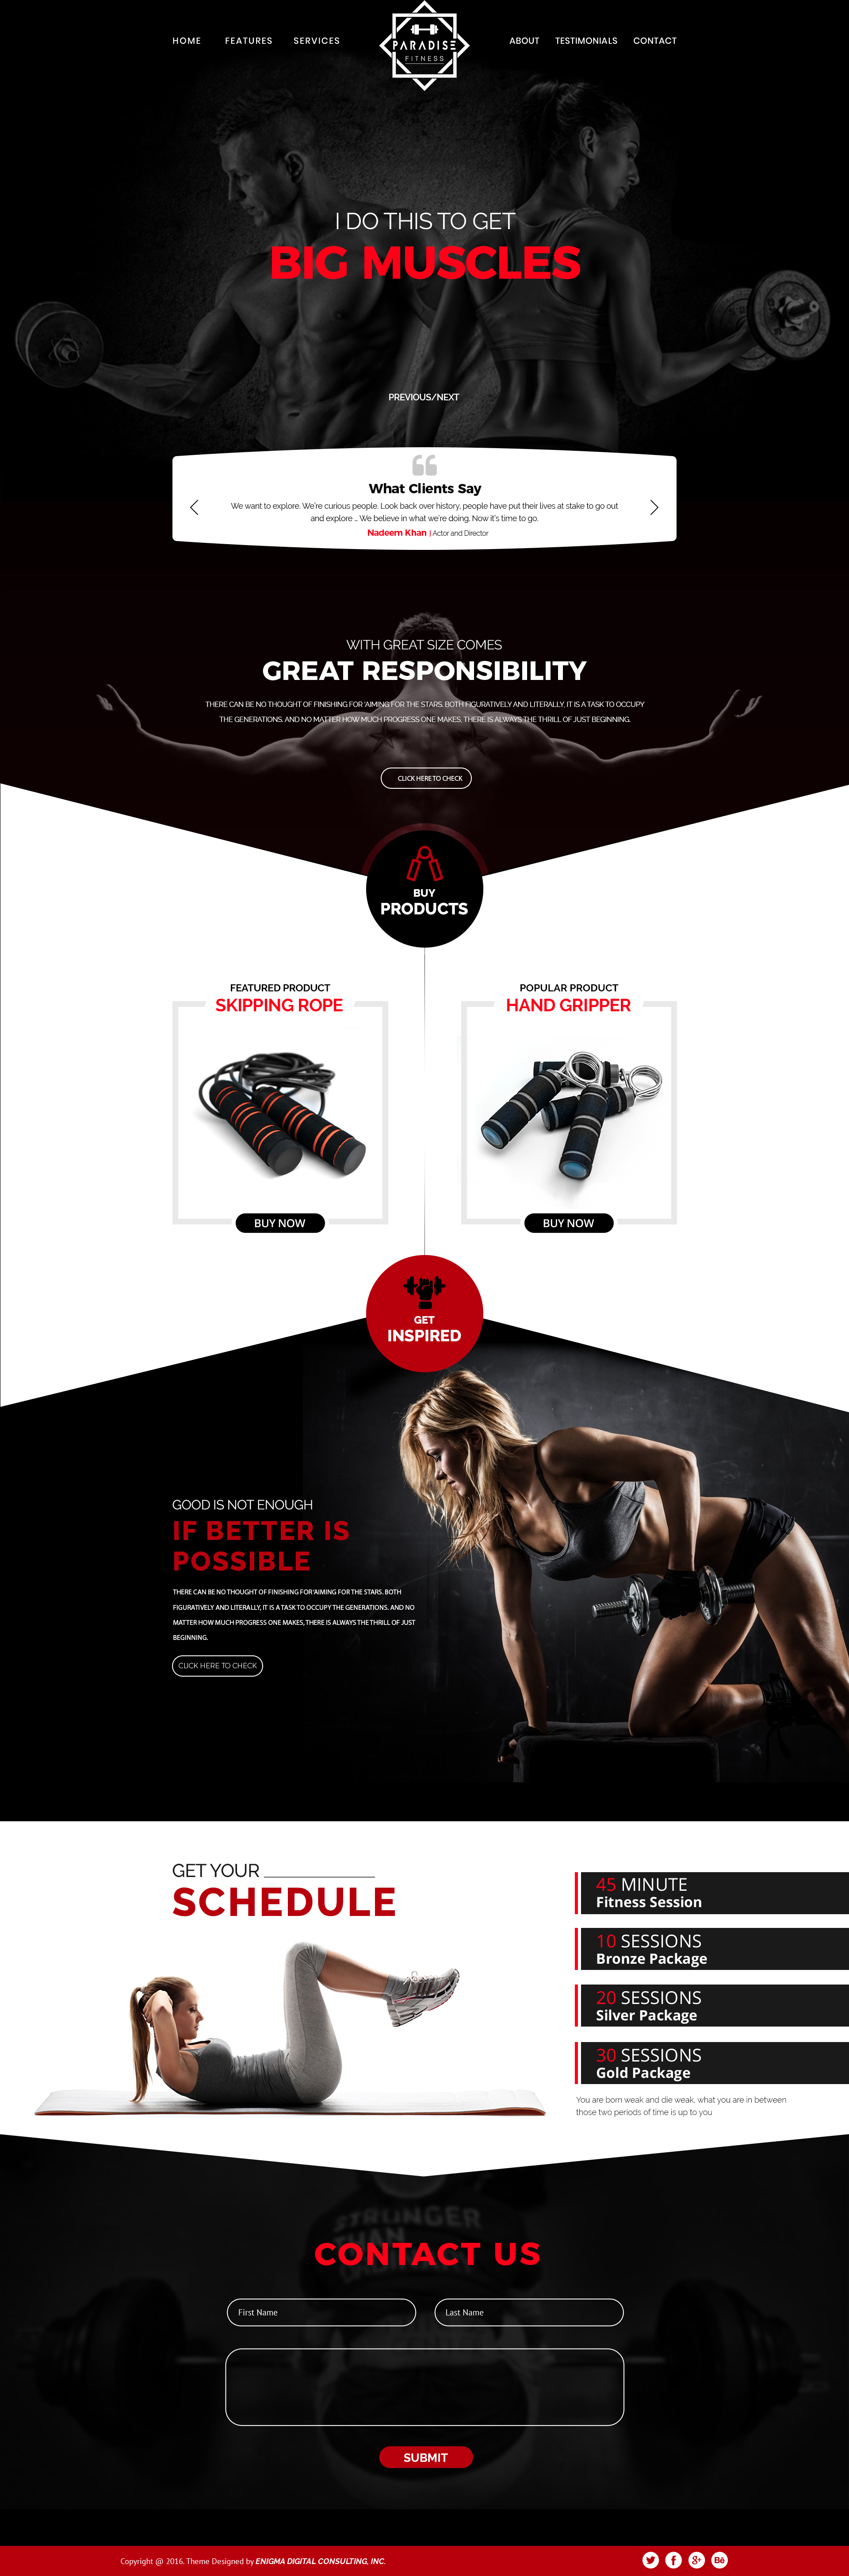 HOME FEATURES SERVICES
PARADISE
FITNESS
ABOUT TESTIMONIALS CONTACT
I DO THIS TO GET
BIG MUSCLES
PREVIOUS/NEXT
What Clients Say
We want to explore. We're curious people. Look back over history, people have put their lives at stake to go out
and explore ... We believe in what we're doing. Now it's time to go.
Nadeem Khan | Actor and Director
WITH GREAT SIZE COMES
GREAT RESPONSIBILITY
THERE CAN BE NO THOUGHT OF FINISHING FOR 'AIMING FOR THE STARS. BOTH FIGURATIVELY AND LITERALLY, IT IS A TASK TO OCCUPY
THE GENERATIONS. AND NO MATTER HOW MUCH PROGRESS ONE MAKES, THERE IS ALWAYS THE THRILL OF JUST BEGINNING.
CLICK HERE TO CHECK
BUY
PRODUCTS
FEATURED PRODUCT
SKIPPING ROPE
BUY NOW
POPULAR PRODUCT
HAND GRIPPER
BUY NOW
GET
INSPIRED
GOOD IS NOT ENOUGH
IF BETTER IS
POSSIBLE
THERE CAN BE NO THOUGHT OF FINISHING FOR 'AIMING FOR THE STARS. BOTH
FIGURATIVELY AND LITERALLY, IT IS A TASK TO OCCUPY THE GENERATIONS. AND NO
MATTER HOW MUCH PROGRESS ONE MAKES, THERE IS ALWAYS THE THRILL OF JUST
BEGINNING.
CLICK HERE TO CHECK
GET YOUR
SCHEDULE
45 MINUTE
Fitness Session
10 SESSIONS
Bronze Package
20 SESSIONS
Silver Package
30 SESSIONS
Gold Package
You are born weak and die weak, what you are in between
those two periods of time is up to you
STRONGER
THAN
CONTACT US
First Name
Last Name
SUBMIT
Copyright @ 2016. Theme Designed by ENIGMA DIGITAL CONSULTING, INC.
Bē